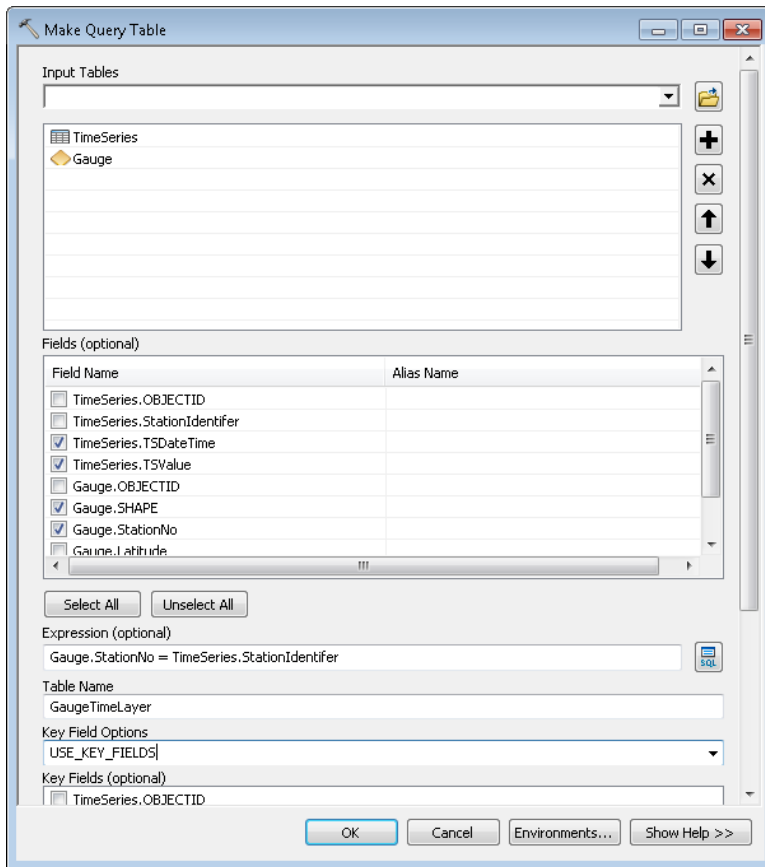 Make Query Table
Input Tables
TimeSeries
Gauge
Fields (optional)
Field Name Alias Name
TimeSeries.OBJECTID
TimeSeries.StationIdentifer
TimeSeries.TSDateTime
TimeSeries.TSValue
Gauge.OBJECTID
Gauge.SHAPE
Gauge.StationNo
Gauge.Latitude
Select All Unselect All
Expression (optional)
Gauge.StationNo = TimeSeries.StationIdentifer
SQL
Table Name
GaugeTimeLayer
Key Field Options
USE_KEY_FIELDS
Key Fields (optional)
TimeSeries.OBJECTID
OK Cancel Environments... Show Help >>